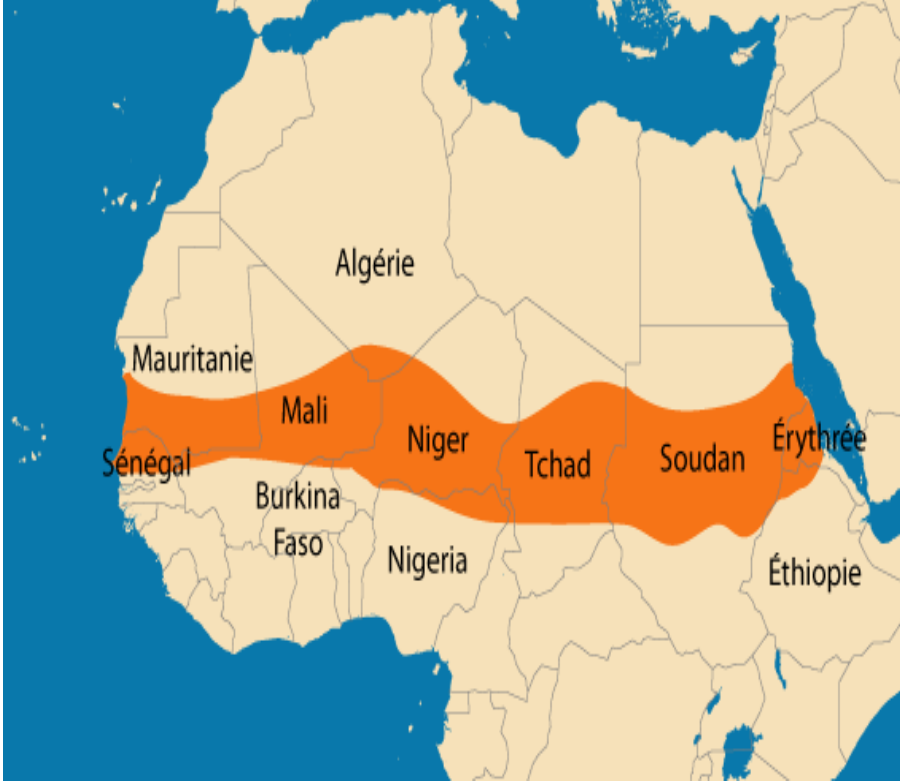 Algérie
Mauritanie
Mali
Niger
Érythrée
Sénégal
Tchad
Soudan
Burkina
Faso
Nigeria
Éthiopie